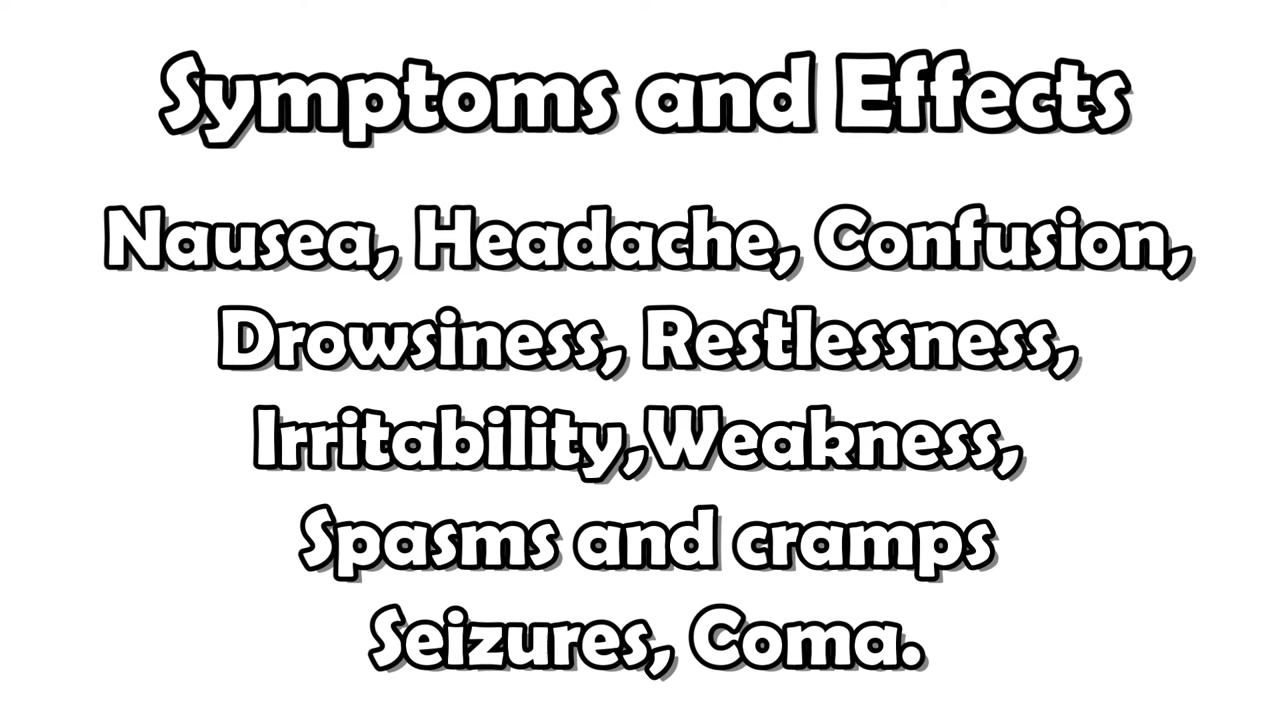 Symptoms and Effects
Nausea, Headache, Confusion,
Drowsiness, Restlessness,
Irritability,Weakness,
Spasms and cramps
Seizures, Coma.